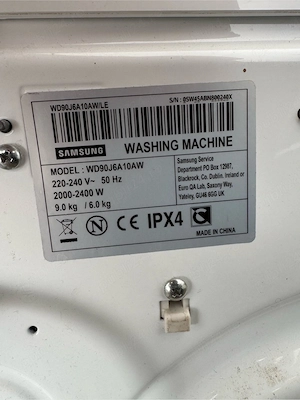 WD90J6A10AW/LE
S/N : 0SW45ABN800240X
SAMSUNG WASHING MACHINE
MODEL : WD90J6A10AW
220-240 V~ 50 Hz
2000-2400 W
9.0 kg / 6.0 kg
Samsung Service
Department PO Box 12987,
Blackrock, Co. Dublin. Ireland or
Euro QA Lab, Saxony Way,
Yateley, GU46 6GG UK
CE IPX4 C
MADE IN CHINA